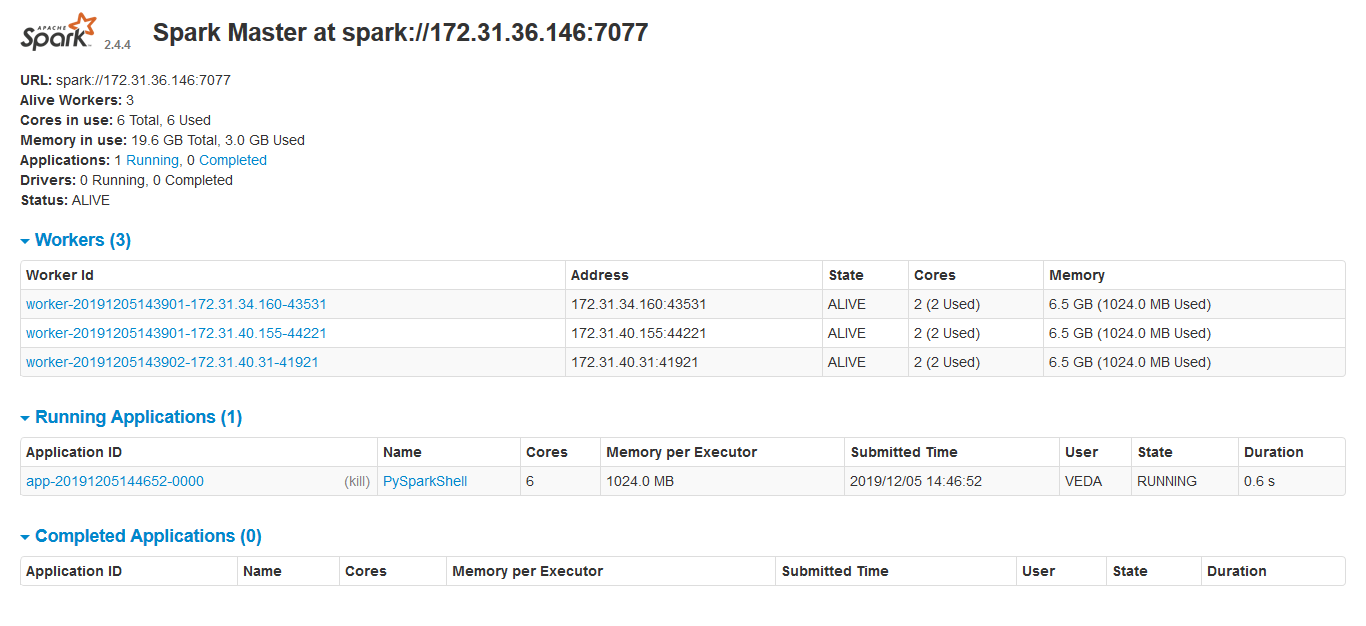 APACHE Spark 2.4.4 Spark Master at spark://172.31.36.146:7077
URL: spark://172.31.36.146:7077
Alive Workers: 3
Cores in use: 6 Total, 6 Used
Memory in use: 19.6 GB Total, 3.0 GB Used
Applications: 1 Running, 0 Completed
Drivers: 0 Running, 0 Completed
Status: ALIVE
Workers (3)
Worker Id Address State Cores Memory
worker-20191205143901-172.31.34.160-43531 172.31.34.160:43531 ALIVE 2 (2 Used) 6.5 GB (1024.0 MB Used)
worker-20191205143901-172.31.40.155-44221 172.31.40.155:44221 ALIVE 2 (2 Used) 6.5 GB (1024.0 MB Used)
worker-20191205143902-172.31.40.31-41921 172.31.40.31:41921 ALIVE 2 (2 Used) 6.5 GB (1024.0 MB Used)
Running Applications (1)
Application ID Name Cores Memory per Executor Submitted Time User State Duration
app-20191205144652-0000 (kill) PySparkShell 6 1024.0 MB 2019/12/05 14:46:52 VEDA RUNNING 0.6 s
Completed Applications (0)
Application ID Name Cores Memory per Executor Submitted Time User State Duration